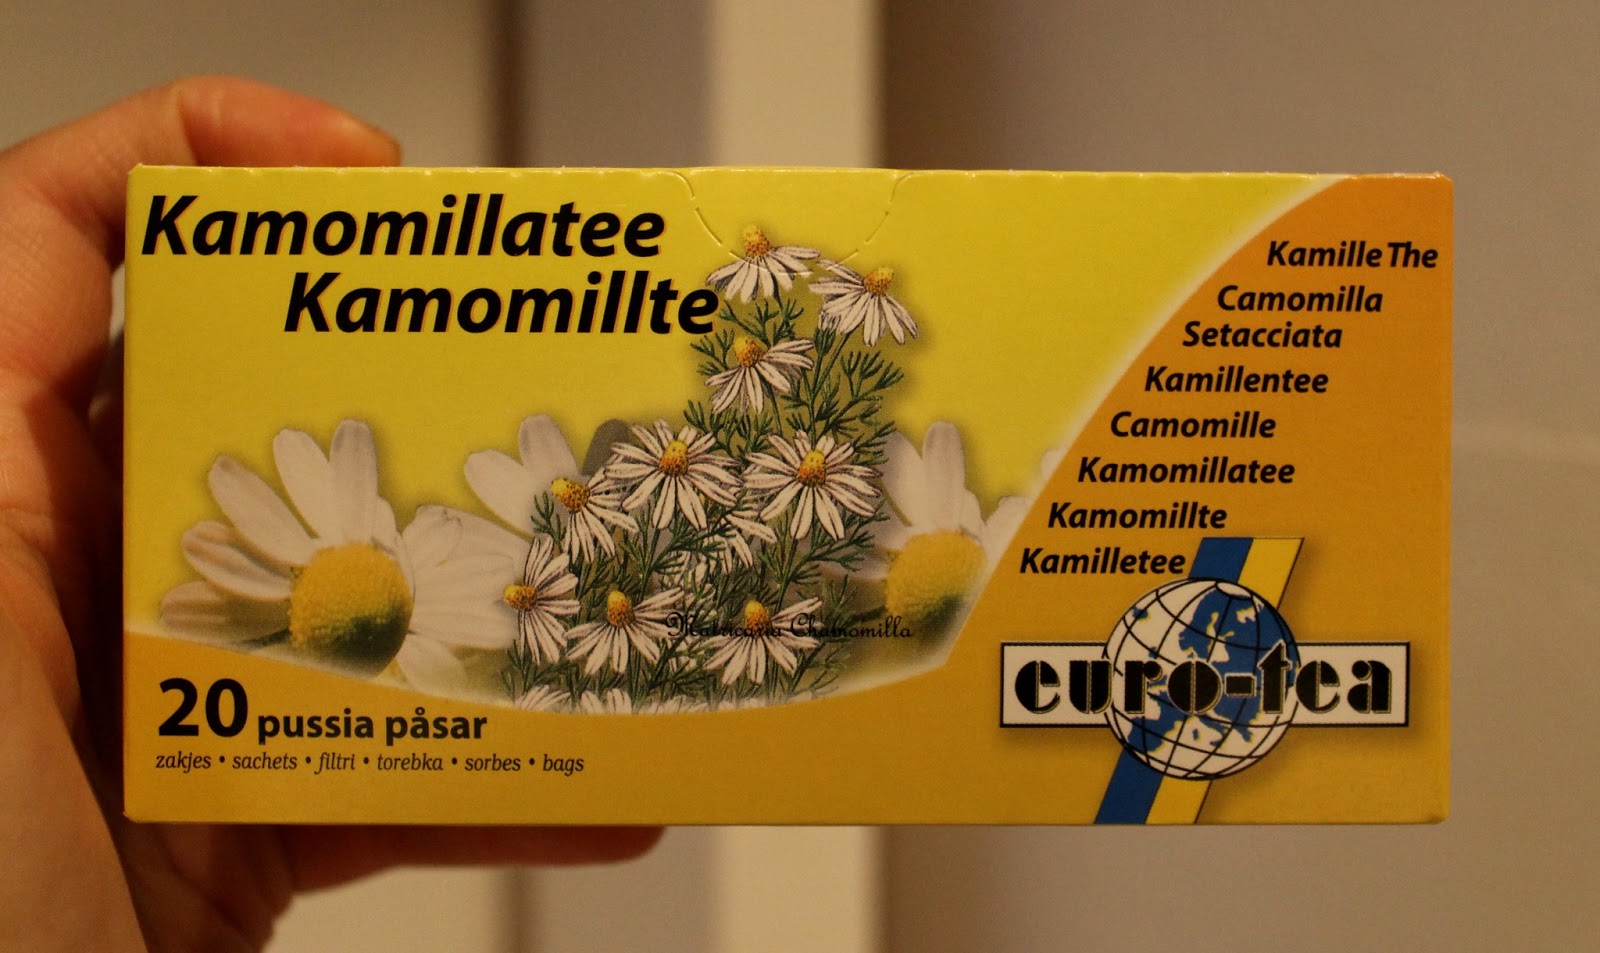 Kamomillatee
Kamomillte
Kamille The
Camomilla
Setacciata
Kamillentee
Camomille
Kamomillatee
Kamomillte
Kamilletee
Matricaria Chamomilla
euro-tea
20 pussia påsar
zakjes • sachets • filtri • torebka • sorbes • bags